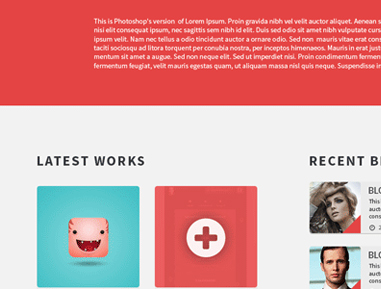 This is Photoshop's version of Lorem Ipsum. Proin gravida nibh vel velit auctor aliquet. Aenean s
nisi elit consequat ipsum, nec sagittis sem nibh id elit. Duis sed odio sit amet nibh vulputate curs
ipsum velit. Nam nec tellus a odio tincidunt auctor a ornare odio. Sed non mauris vitae erat cons
taciti sociosqu ad litora torquent per conubia nostra, per inceptos himenaeos. Mauris in erat just
mentum sit amet a augue. Sed non neque elit. Sed ut imperdiet nisi. Proin condimentum fermen
fermentum feugiat, velit mauris egestas quam, ut aliquam massa nisl quis neque. Suspendisse in
LATEST WORKS
RECENT B
BLO
This
aucto
conse
BLO
This
aucto